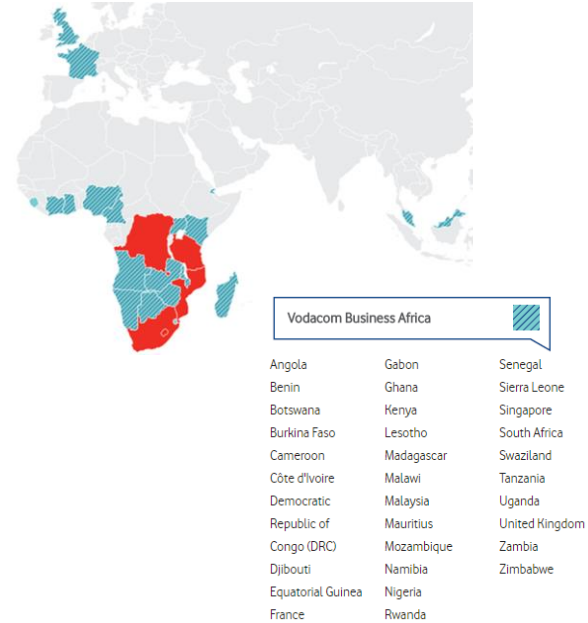 Vodacom Business Africa
Angola
Benin
Botswana
Burkina Faso
Cameroon
Côte d'Ivoire
Democratic
Republic of
Congo (DRC)
Djibouti
Equatorial Guinea
France
Gabon
Ghana
Kenya
Lesotho
Madagascar
Malawi
Malaysia
Mauritius
Mozambique
Namibia
Nigeria
Rwanda
Senegal
Sierra Leone
Singapore
South Africa
Swaziland
Tanzania
Uganda
United Kingdom
Zambia
Zimbabwe